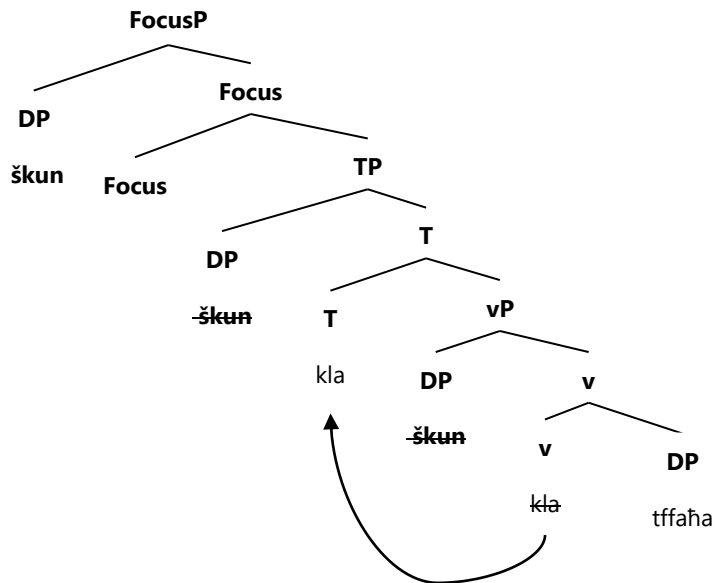 FocusP
DP Focus
škun Focus TP
DP T
škun T vP
kla DP v
škun v DP
kla tffaħa